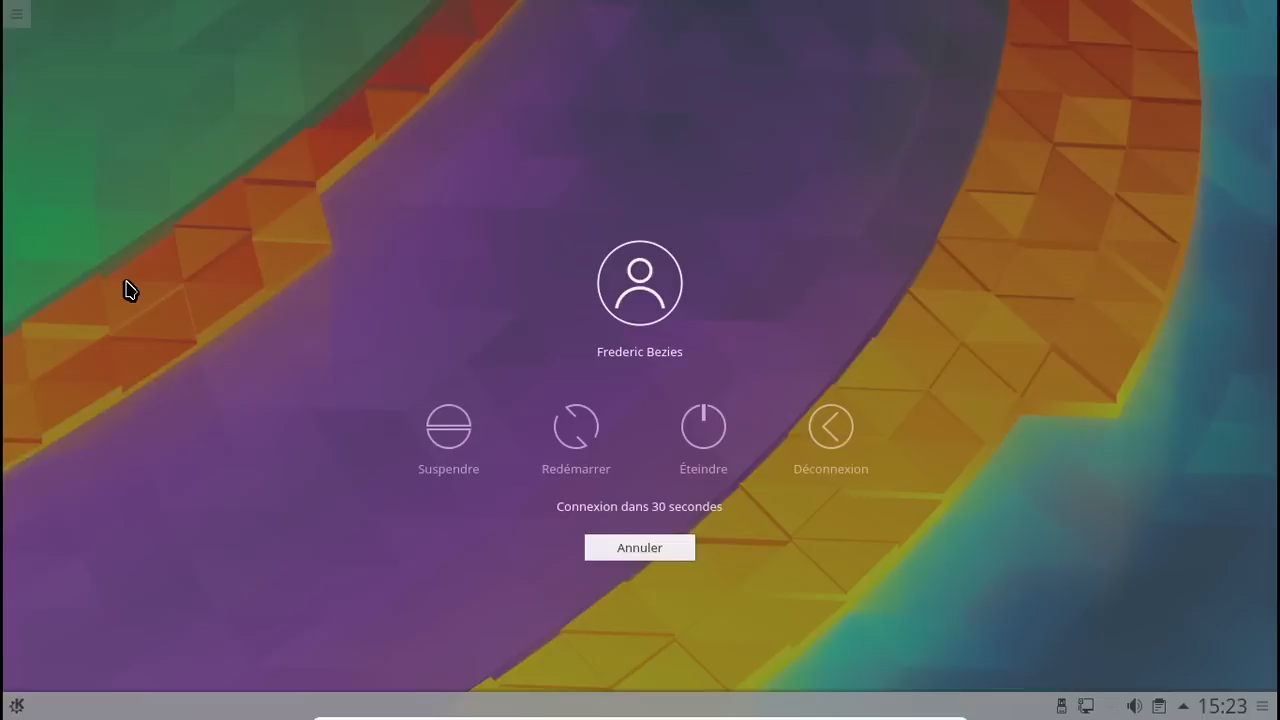 Frederic Bezies
Suspendre
Redémarrer
Éteindre
Déconnexion
Connexion dans 30 secondes
Annuler
15:23